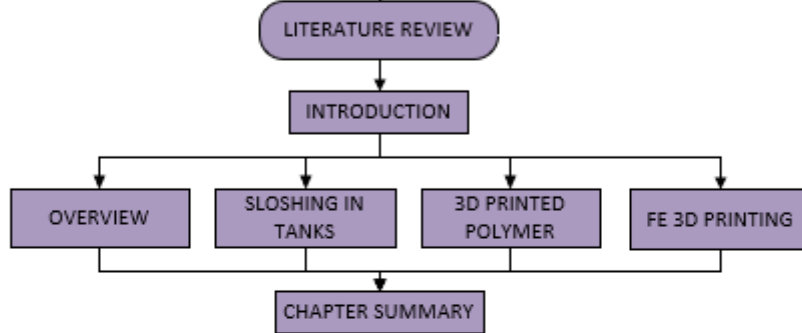 LITERATURE REVIEW
INTRODUCTION
OVERVIEW
SLOSHING IN
TANKS
3D PRINTED
POLYMER
FE 3D PRINTING
CHAPTER SUMMARY